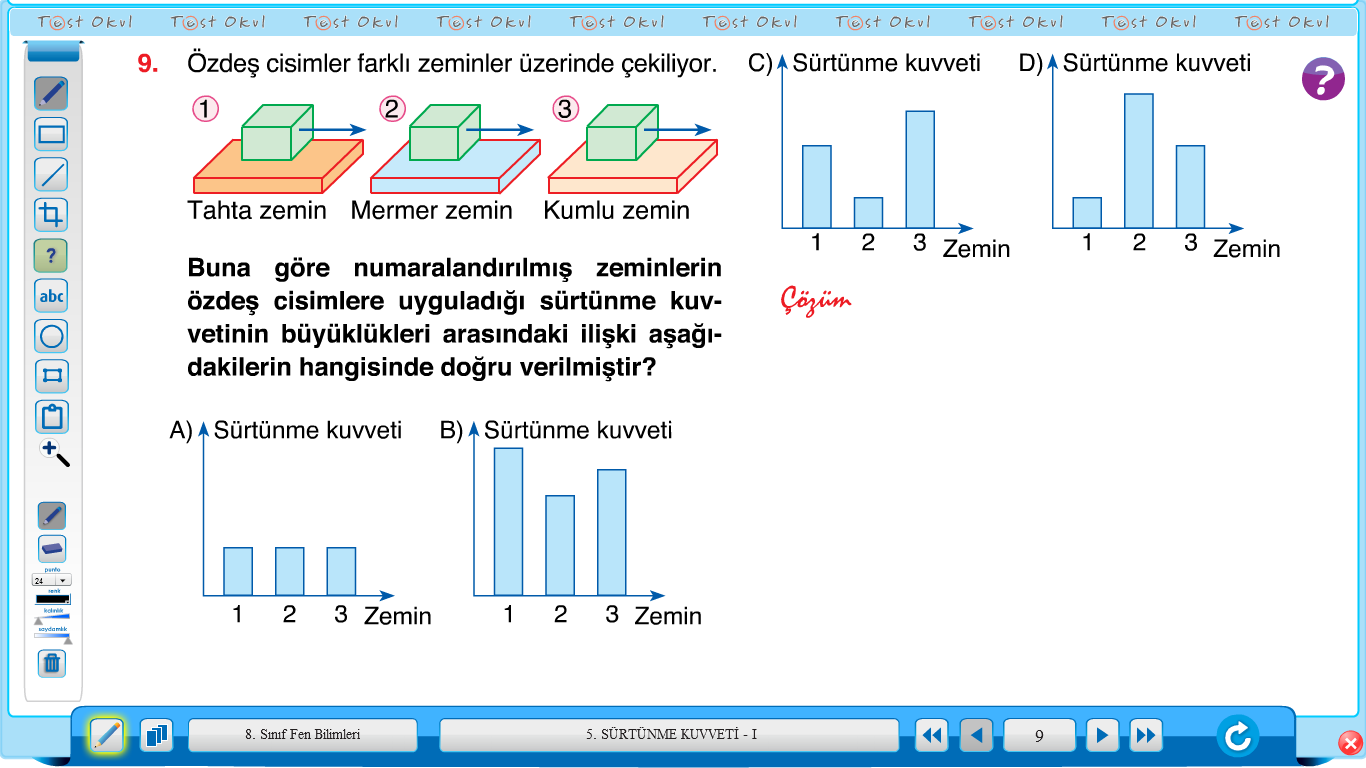 Test Okul Test Okul Test Okul Test Okul Test Okul Test Okul Test Okul Test Okul Test Okul Test Okul
9. Özdeş cisimler farklı zeminler üzerinde çekiliyor.
1 2 3
Tahta zemin Mermer zemin Kumlu zemin
Buna göre numaralandırılmış zeminlerin
özdeş cisimlere uyguladığı sürtünme kuv-
vetinin büyüklükleri arasındaki ilişki aşağı-
dakilerin hangisinde doğru verilmiştir?
A) Sürtünme kuvveti
1 2 3 Zemin
B) Sürtünme kuvveti
1 2 3 Zemin
C) Sürtünme kuvveti
1 2 3 Zemin
D) Sürtünme kuvveti
1 2 3 Zemin
Çözüm
?
?
abc
punto
24
renk
kalınlık
saydamlık
8. Sınıf Fen Bilimleri
5. SÜRTÜNME KUVVETİ - I
9